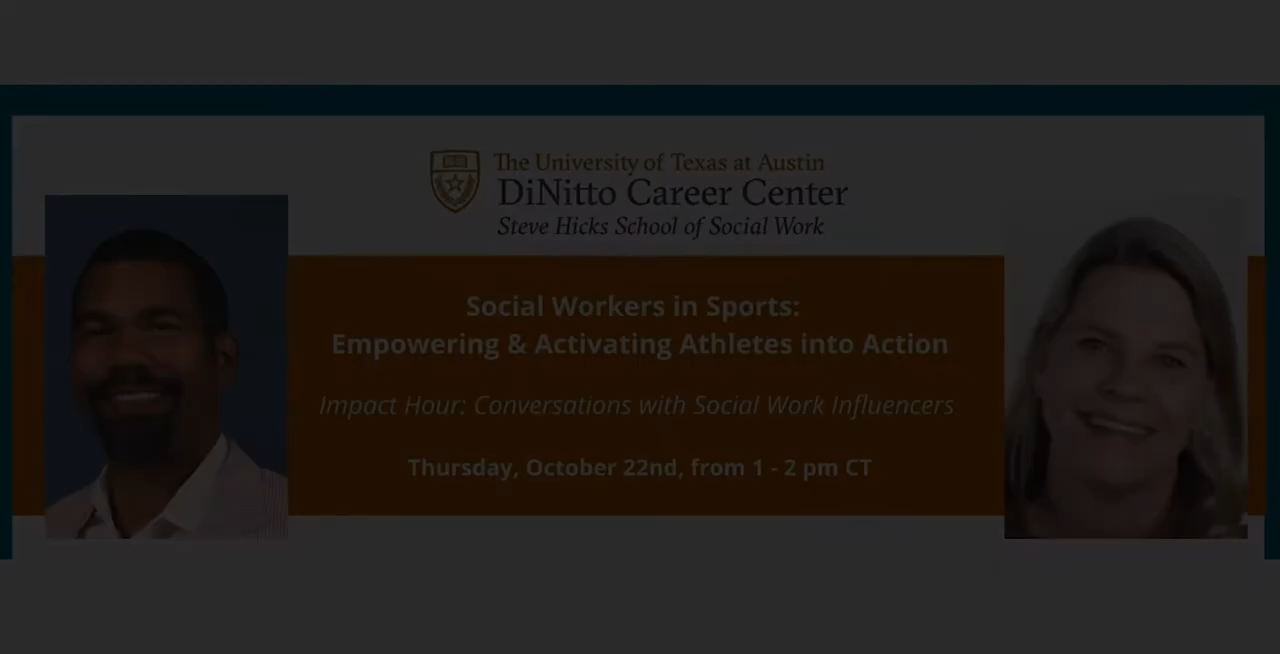 The University of Texas at Austin
DiNitto Career Center
Steve Hicks School of Social Work
Social Workers in Sports:
Empowering & Activating Athletes into Action
Impact Hour: Conversations with Social Work Influencers
Thursday, October 22nd, from 1 - 2 pm CT